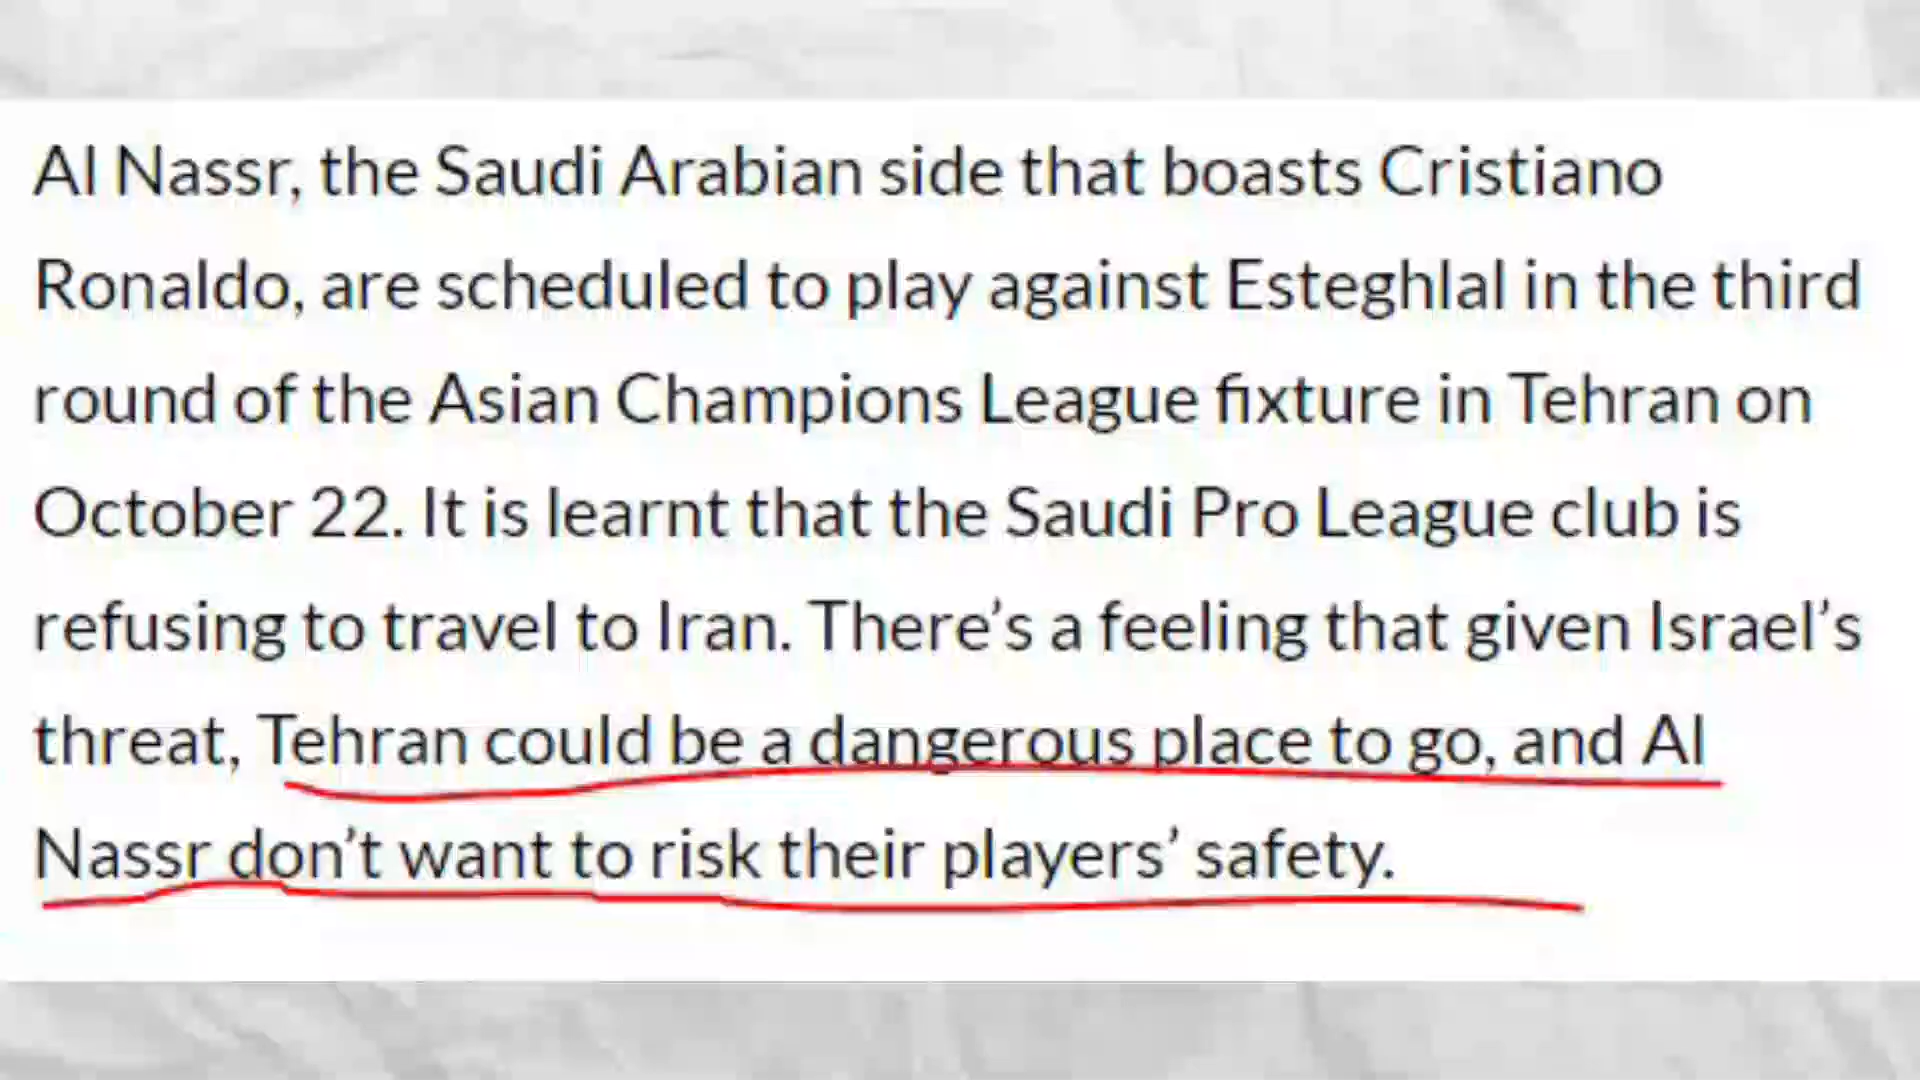 Al Nassr, the Saudi Arabian side that boasts Cristiano
Ronaldo, are scheduled to play against Esteghlal in the third
round of the Asian Champions League fixture in Tehran on
October 22. It is learnt that the Saudi Pro League club is
refusing to travel to Iran. There’s a feeling that given Israel’s
threat, Tehran could be a dangerous place to go, and Al
Nassr don’t want to risk their players’ safety.